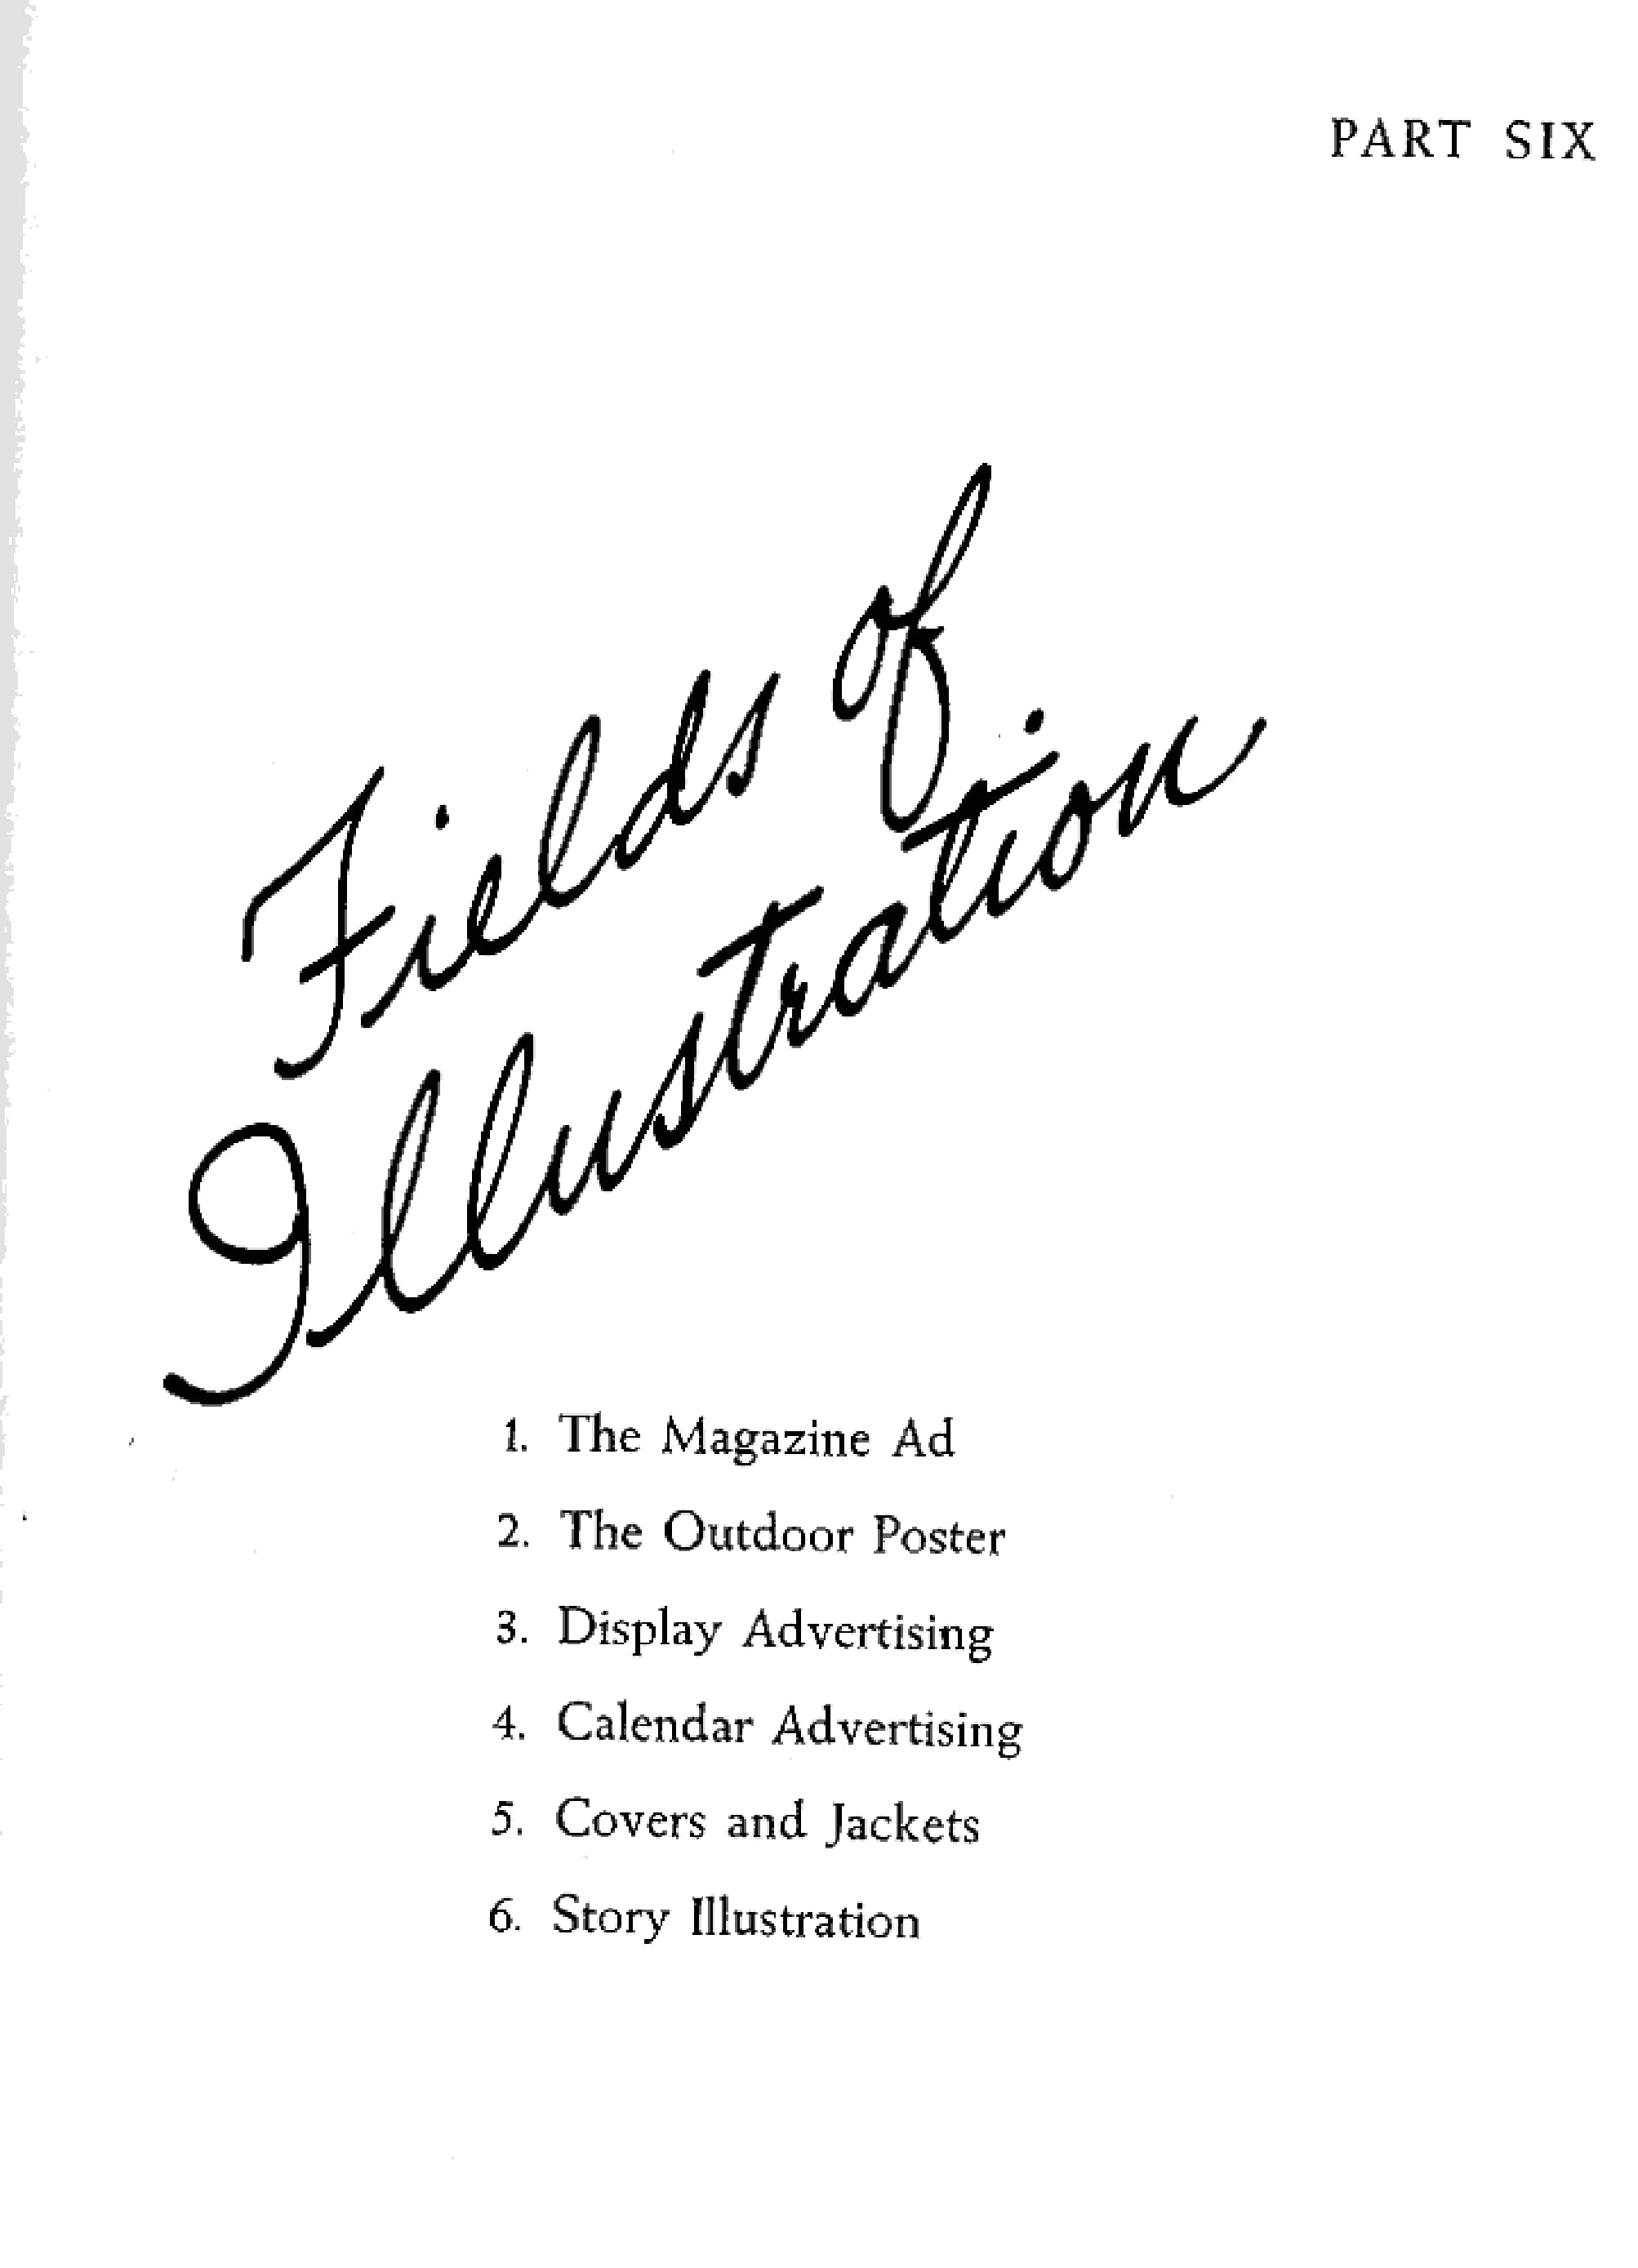 PART SIX
Fields of
Illustration
1. The Magazine Ad
2. The Outdoor Poster
3. Display Advertising
4. Calendar Advertising
5. Covers and Jackets
6. Story Illustration